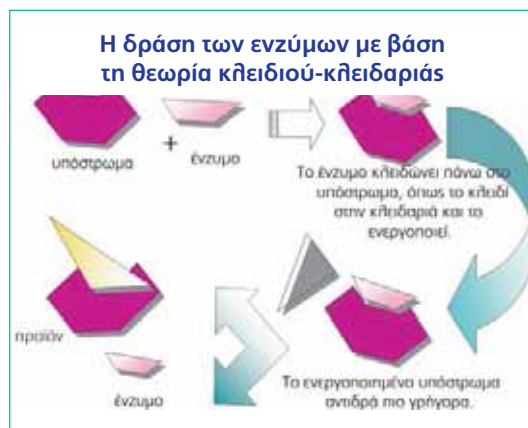 Η δράση των ενζύμων με βάση
τη θεωρία κλειδιού-κλειδαριάς
υπόστρωμα
+
ένζυμο
Το ένζυμο κλειδώνει πάνω στο
υπόστρωμα, όπως το κλειδί
στην κλειδαριά και το
ενεργοποιεί.
προϊόν
ένζυμο
Το ενεργοποιημένο υπόστρωμα
αντιδρά πιο γρήγορα.